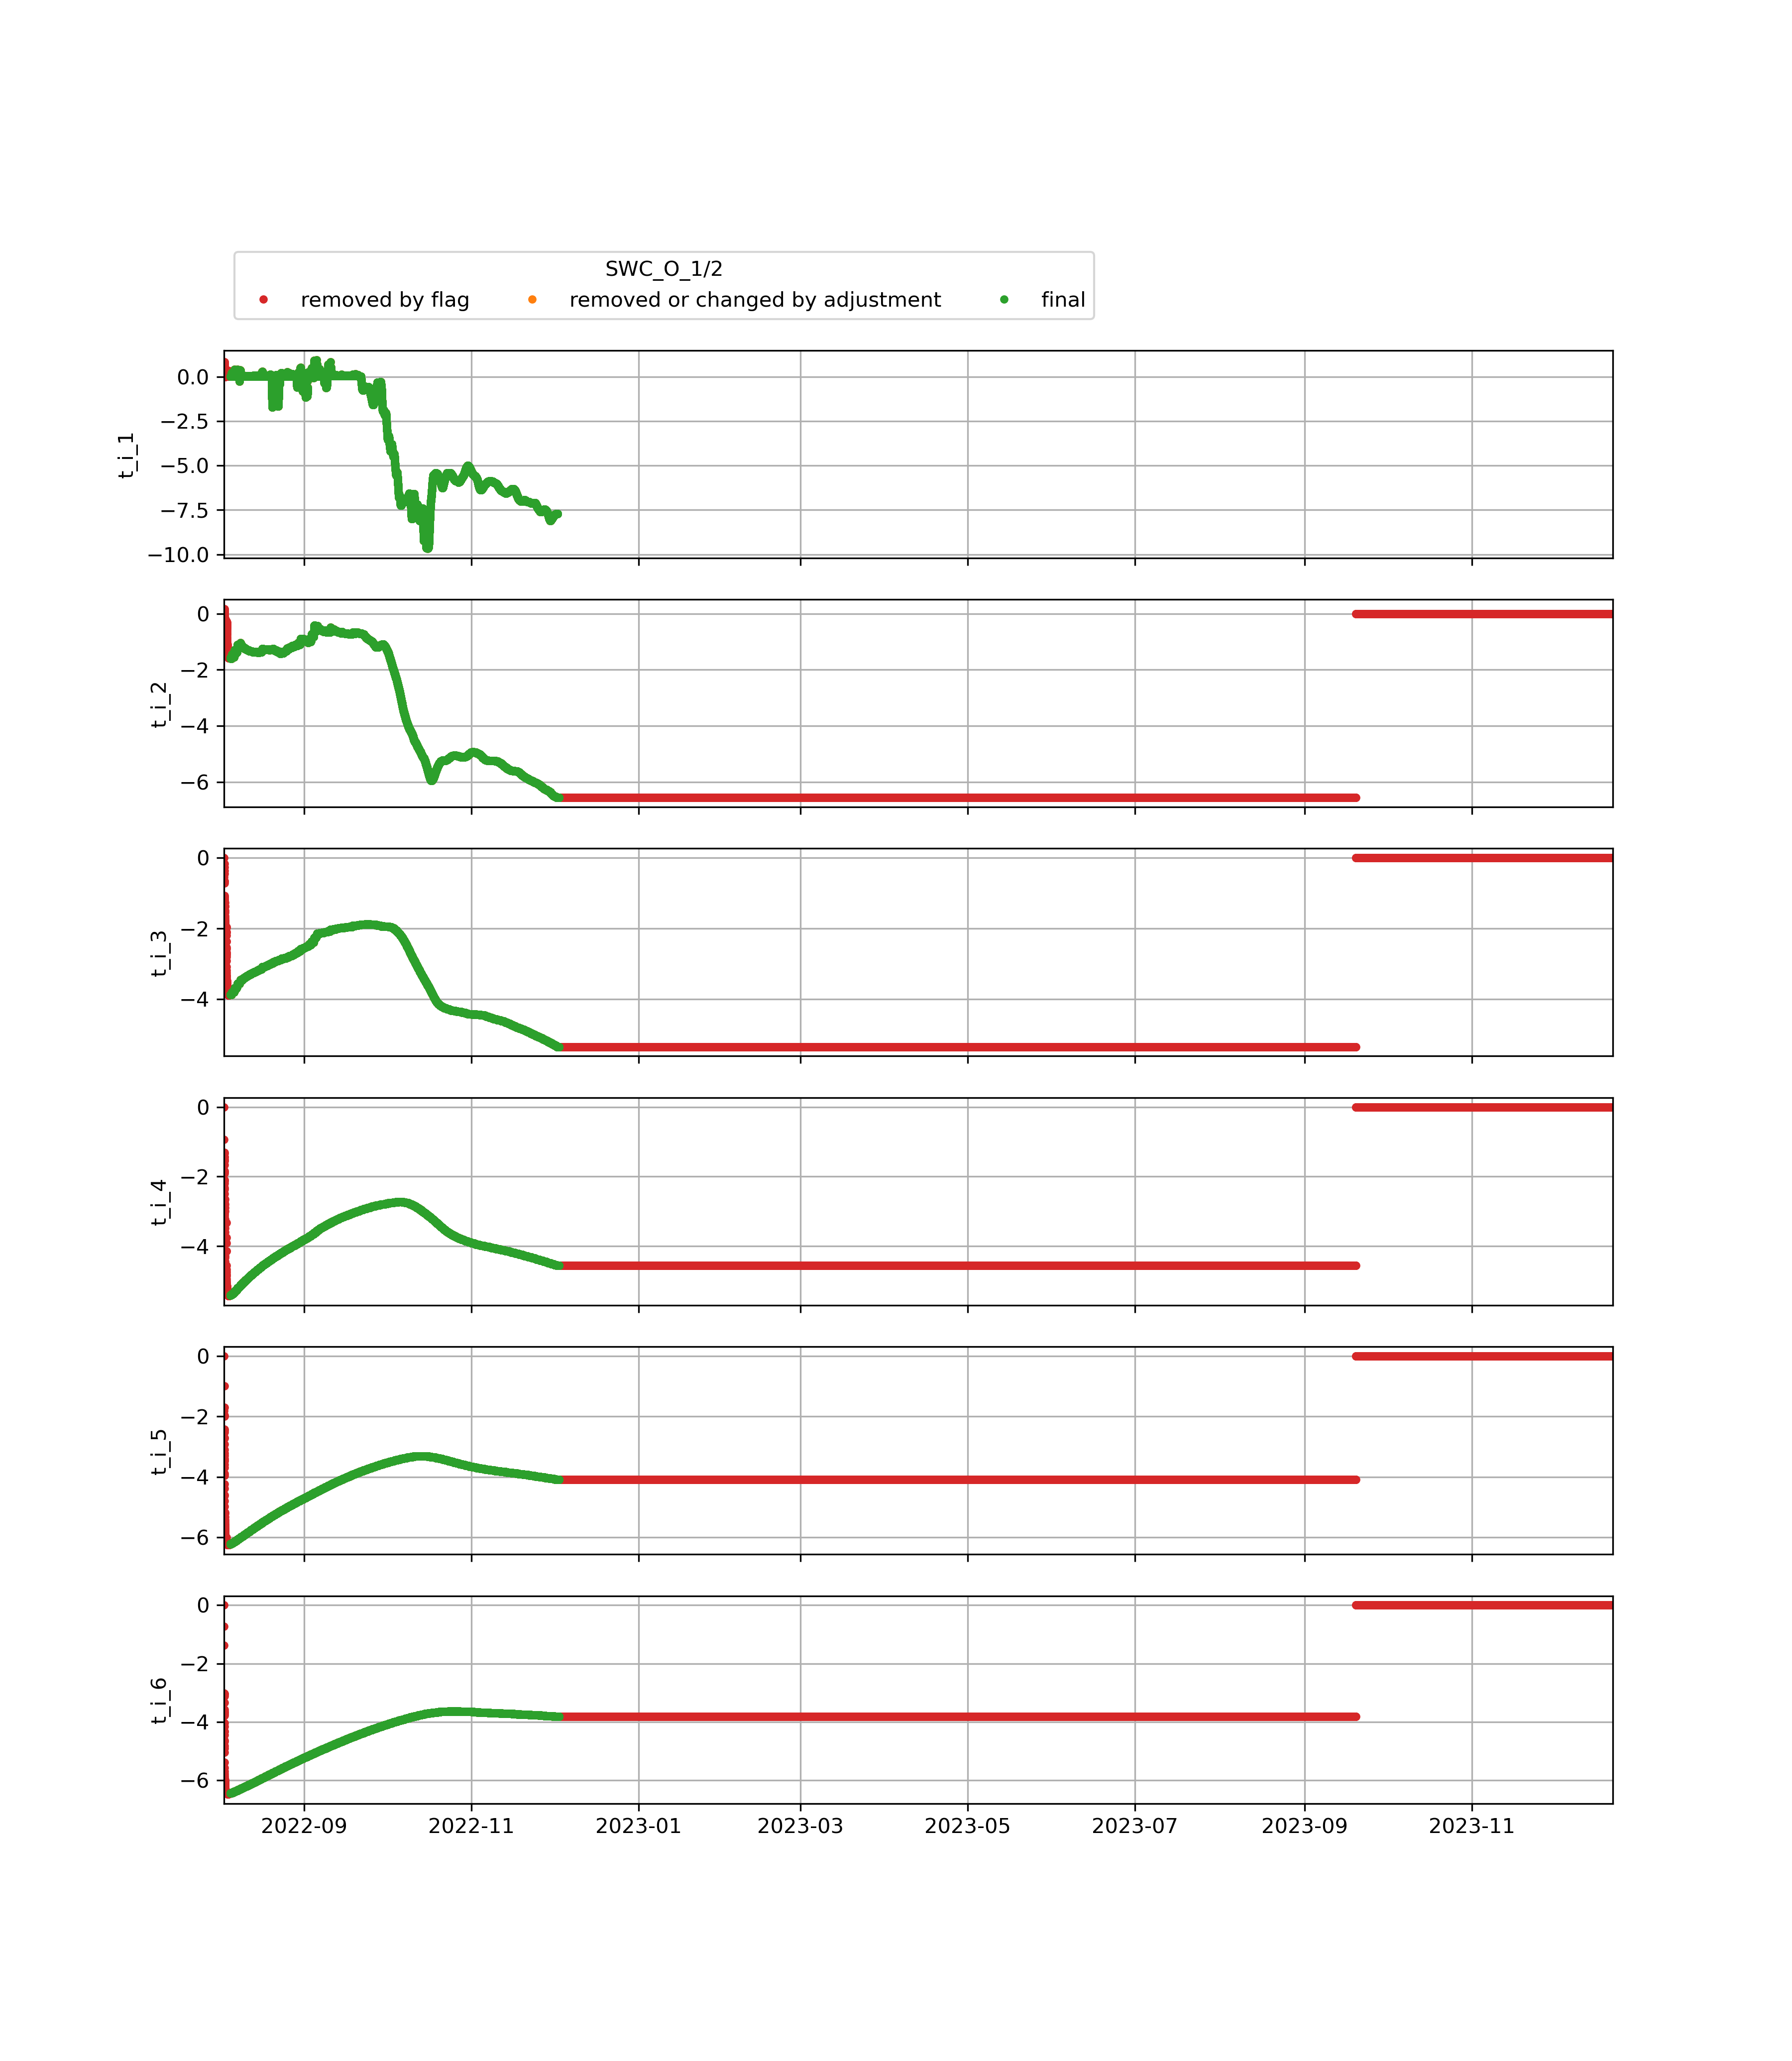 SWC_O_1/2
removed by flag removed or changed by adjustment final
t_i_1
0.0
−2.5
−5.0
−7.5
−10.0
t_i_2
0
−2
−4
−6
t_i_3
0
−2
−4
t_i_4
0
−2
−4
t_i_5
0
−2
−4
−6
t_i_6
0
−2
−4
−6
2022-09 2022-11 2023-01 2023-03 2023-05 2023-07 2023-09 2023-11